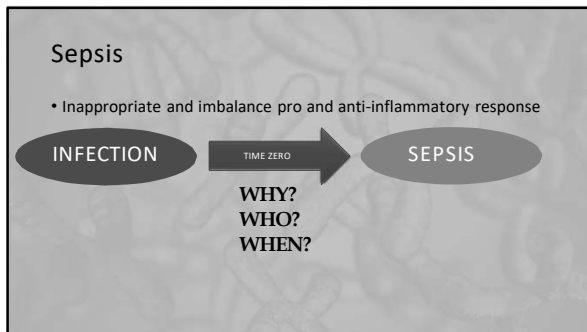 Sepsis
• Inappropriate and imbalance pro and anti-inflammatory response
INFECTION
TIME ZERO
SEPSIS
WHY?
WHO?
WHEN?